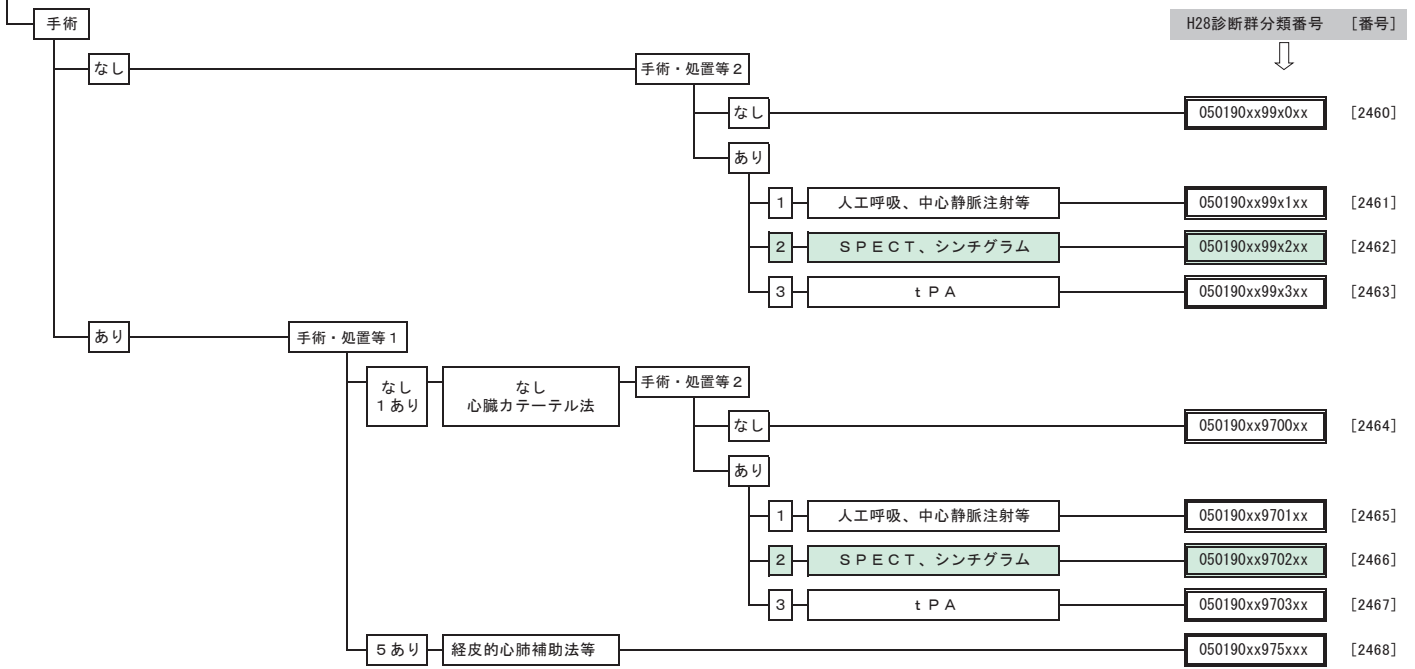 手術
H28診断群分類番号 [番号]
なし
手術・処置等2
なし
050190xx99x0xx [2460]
あり
1 人工呼吸、中心静脈注射等 050190xx99x1xx [2461]
2 SPECT、シンチグラム 050190xx99x2xx [2462]
3 tPA 050190xx99x3xx [2463]
あり
手術・処置等1
なし
1あり
なし
心臓カテーテル法
手術・処置等2
なし
050190xx9700xx [2464]
あり
1 人工呼吸、中心静脈注射等 050190xx9701xx [2465]
2 SPECT、シンチグラム 050190xx9702xx [2466]
3 tPA 050190xx9703xx [2467]
5あり 経皮的心肺補助法等 050190xx975xxx [2468]